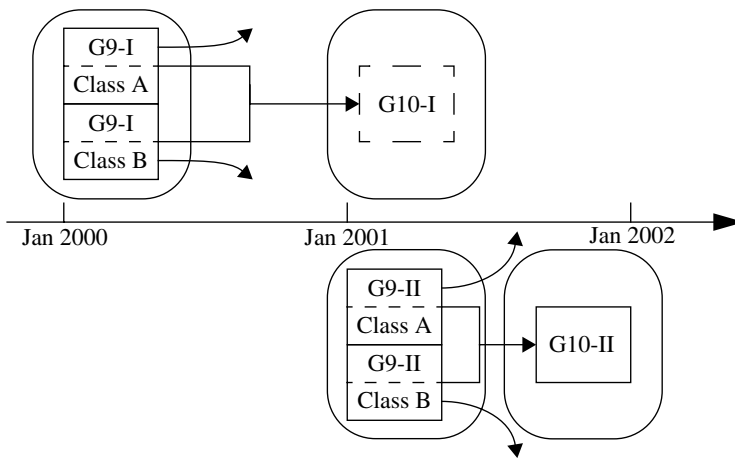 G9-I
Class A
G9-I
Class B
G10-I
Jan 2000
Jan 2001
Jan 2002
G9-II
Class A
G9-II
Class B
G10-II